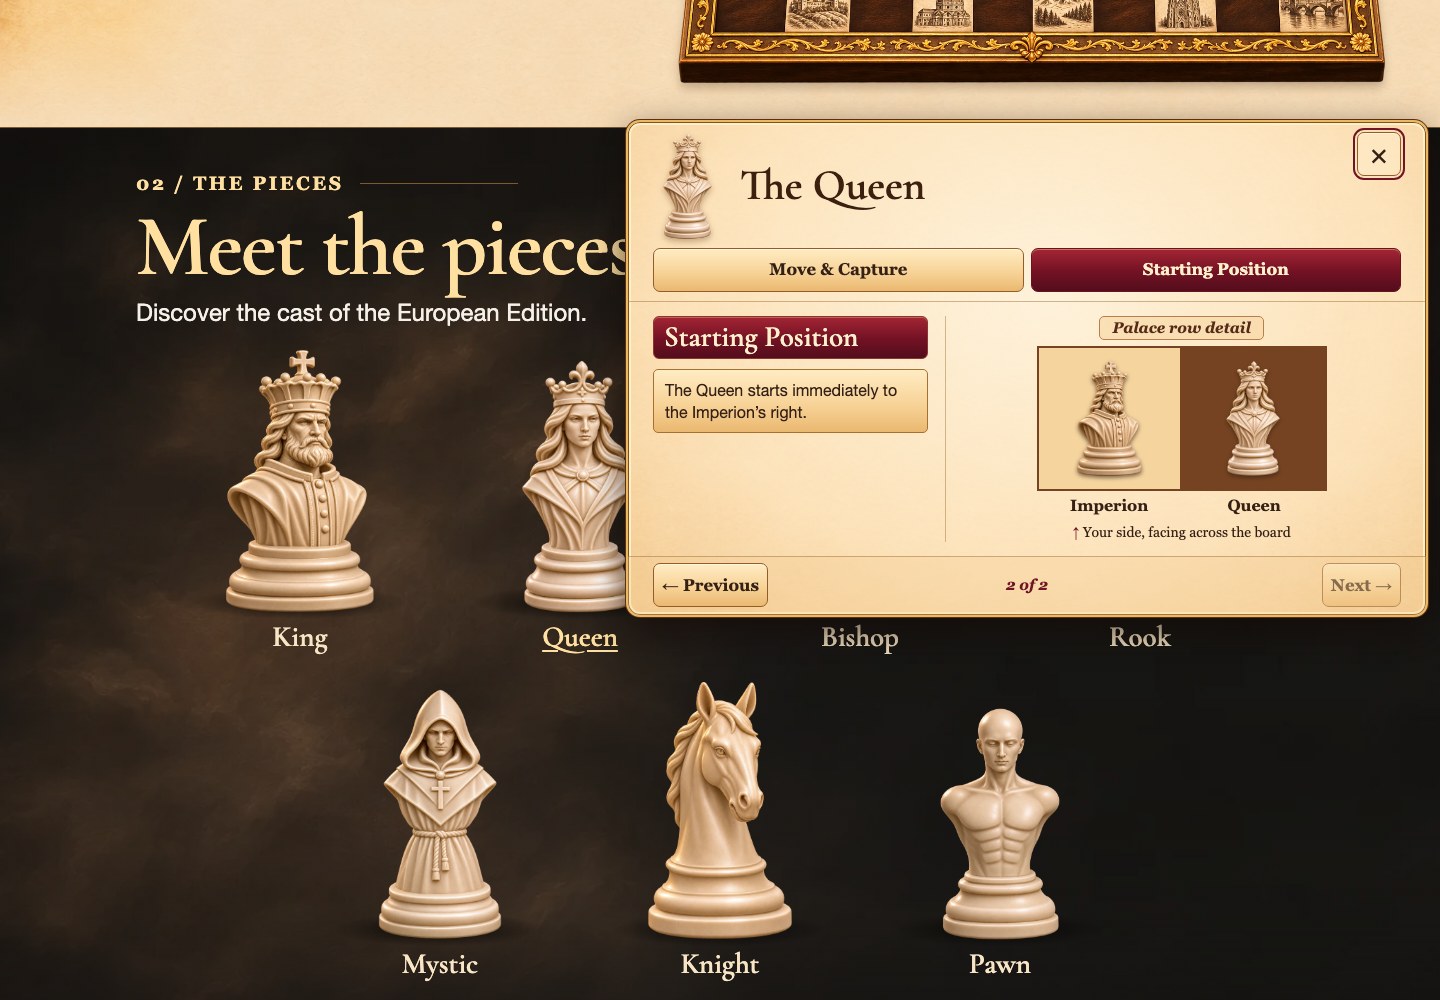 02 / THE PIECES
Meet the pieces
Discover the cast of the European Edition.
The Queen
×
Move & Capture
Starting Position
Starting Position
The Queen starts immediately to
the Imperion’s right.
Palace row detail
Imperion
Queen
↑ Your side, facing across the board
← Previous
2 of 2
Next →
King
Queen
Bishop
Rook
Mystic
Knight
Pawn